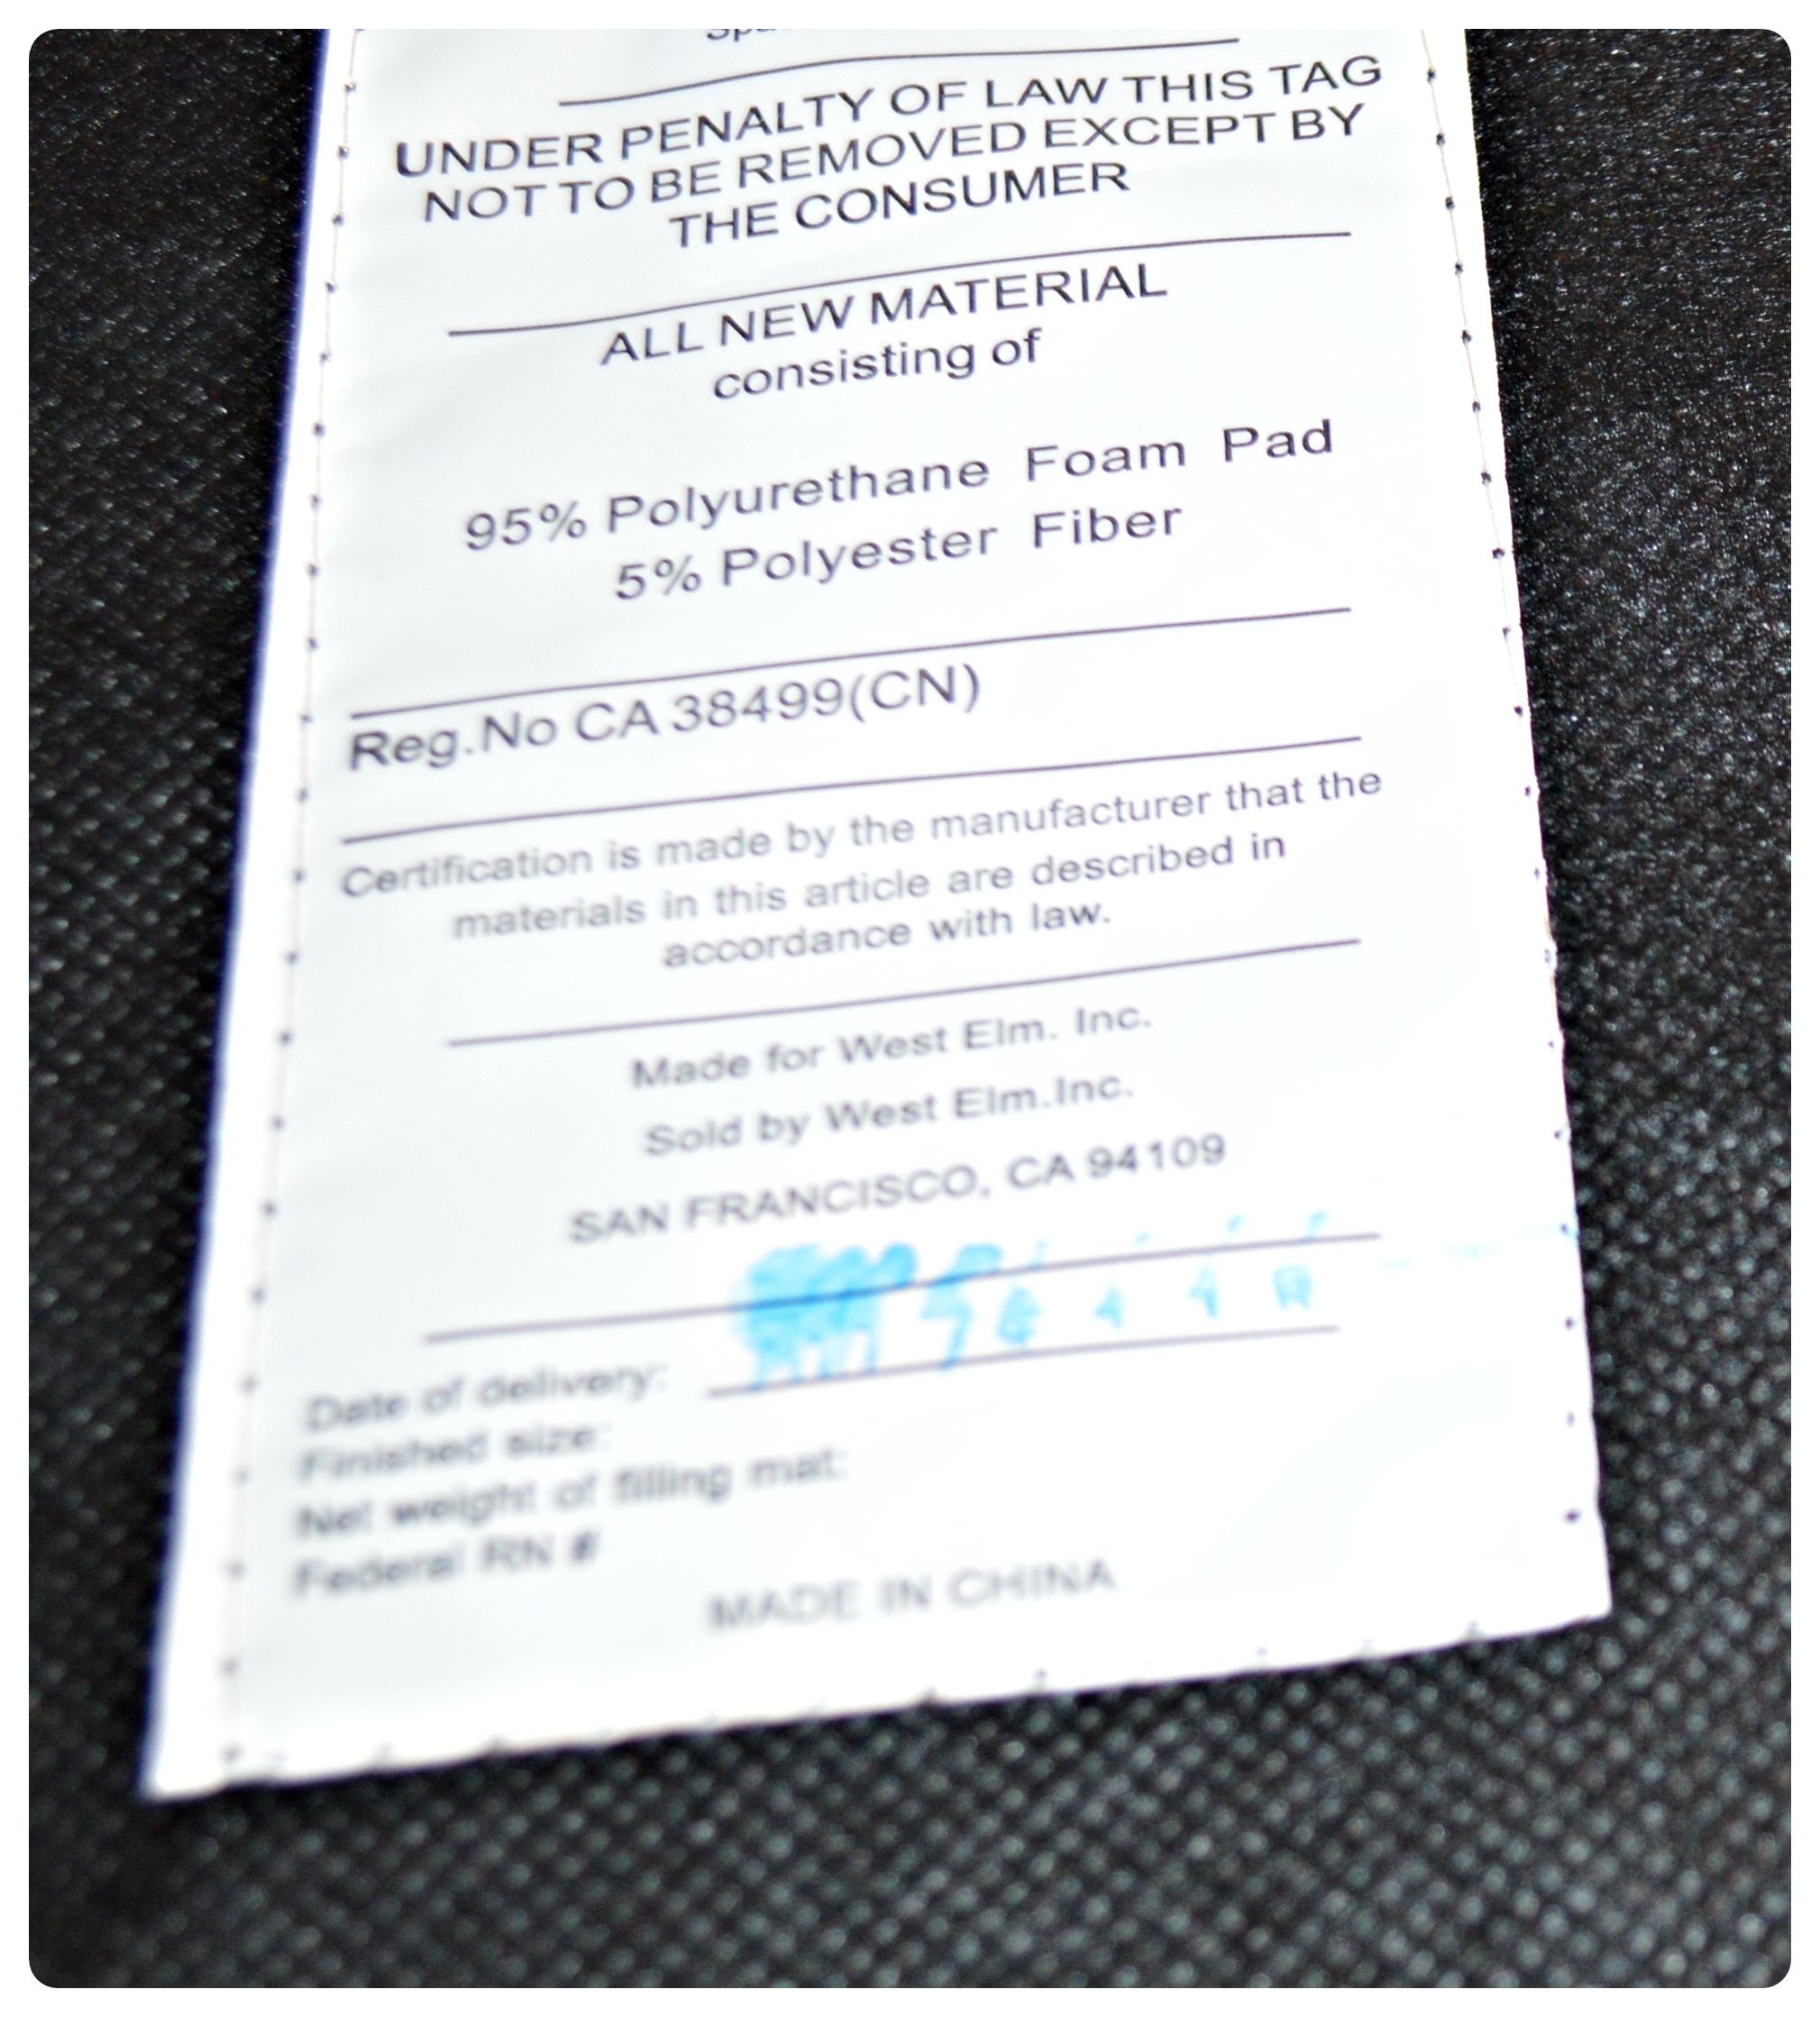 UNDER PENALTY OF LAW THIS TAG
NOT TO BE REMOVED EXCEPT BY
THE CONSUMER
ALL NEW MATERIAL
consisting of
95% Polyurethane Foam Pad
5% Polyester Fiber
Reg.No CA 38499(CN)
Certification is made by the manufacturer that the
materials in this article are described in
accordance with law.
Made for West Elm. Inc.
Sold by West Elm.Inc.
SAN FRANCISCO, CA 94109
Date of delivery:
Finished size:
Net weight of filling mat:
Federal RN #
MADE IN CHINA